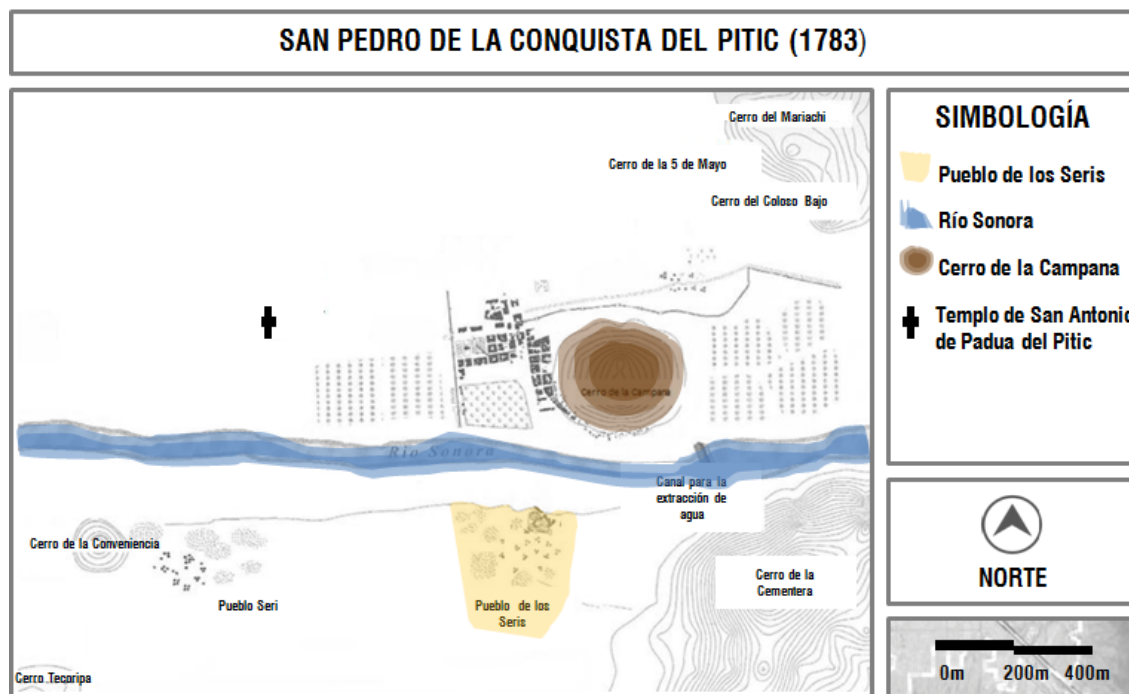 SAN PEDRO DE LA CONQUISTA DEL PITIC (1783)
Cerro del Mariachi
Cerro de la 5 de Mayo
Cerro del Coloso Bajo
Cerro de la Campana
Río Sonora
Canal para la
extracción de
agua
Cerro de la Conveniencia
Pueblo Seri
Pueblo de los
Seris
Cerro de la
Cementera
Cerro Tecoripa
SIMBOLOGÍA
Pueblo de los Seris
Río Sonora
Cerro de la Campana
Templo de San Antonio
de Padua del Pitic
NORTE
0m 200m 400m